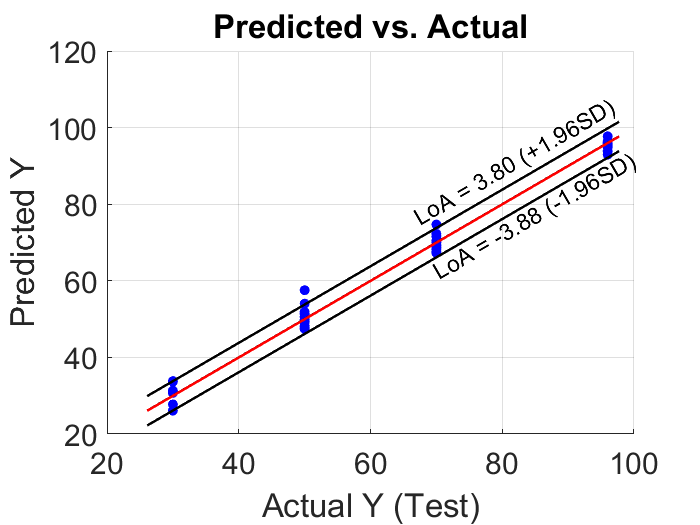 Predicted vs. Actual
120
100
80
60
40
20
Predicted Y
LoA = 3.80 (+1.96SD)
LoA = -3.88 (-1.96SD)
20
40
60
80
100
Actual Y (Test)